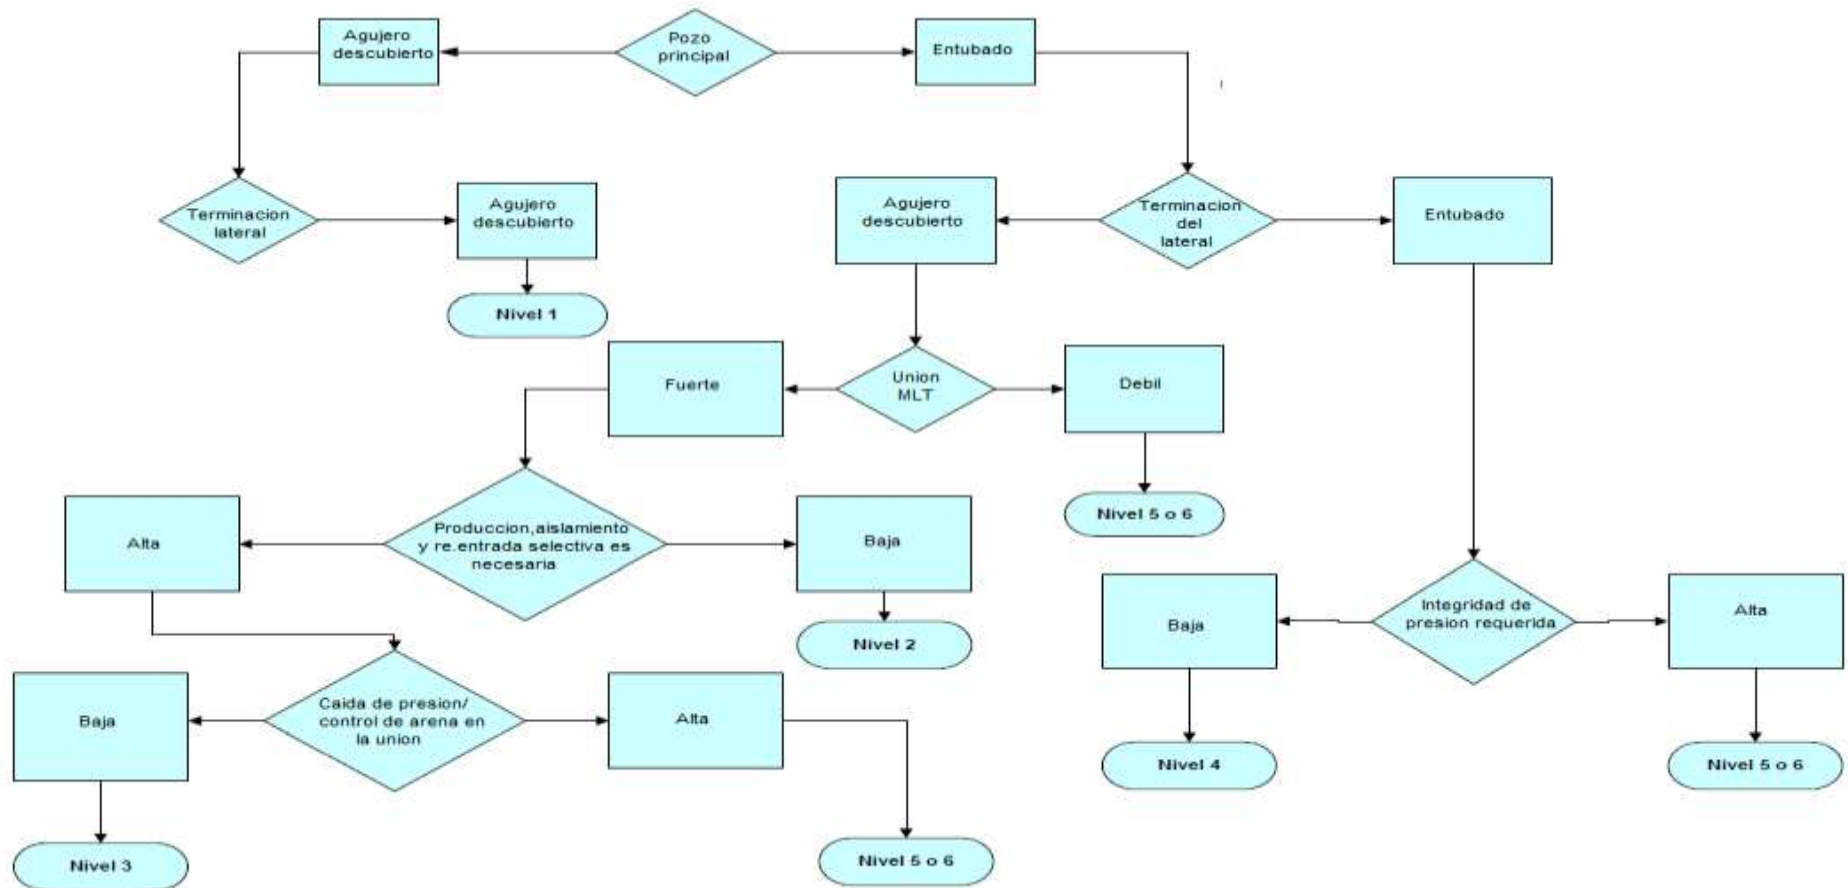 Agujero
descubierto
Pozo
principal
Entubado
Terminacion
lateral
Agujero
descubierto
Agujero
descubierto
Terminacion
del
lateral
Entubado
Nivel 1
Fuerte
Union
MLT
Debil
Alta
Produccion,aislamiento
y re.entrada selectiva es
necesaria
Baja
Nivel 5 o 6
Baja
Integridad de
presion requerida
Alta
Nivel 2
Baja
Caida de presion/
control de arena en
la union
Alta
Nivel 4
Nivel 5 o 6
Nivel 3
Nivel 5 o 6